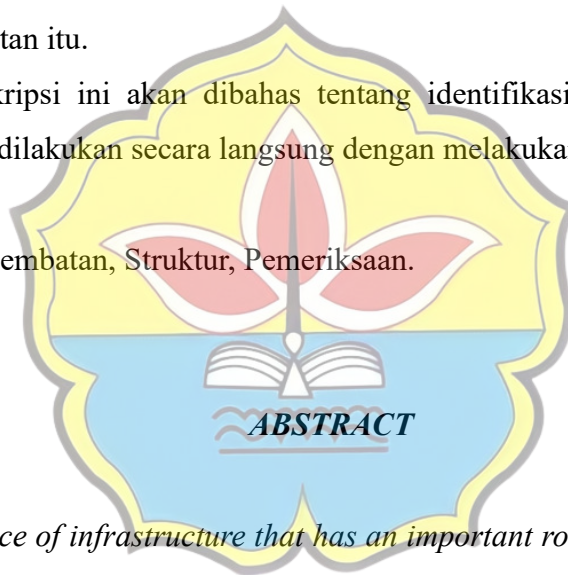 tan itu.
kripsi ini akan dibahas tentang identifikasi
dilakukan secara langsung dengan melakukan
embatan, Struktur, Pemeriksaan.
ABSTRACT
ce of infrastructure that has an important ro